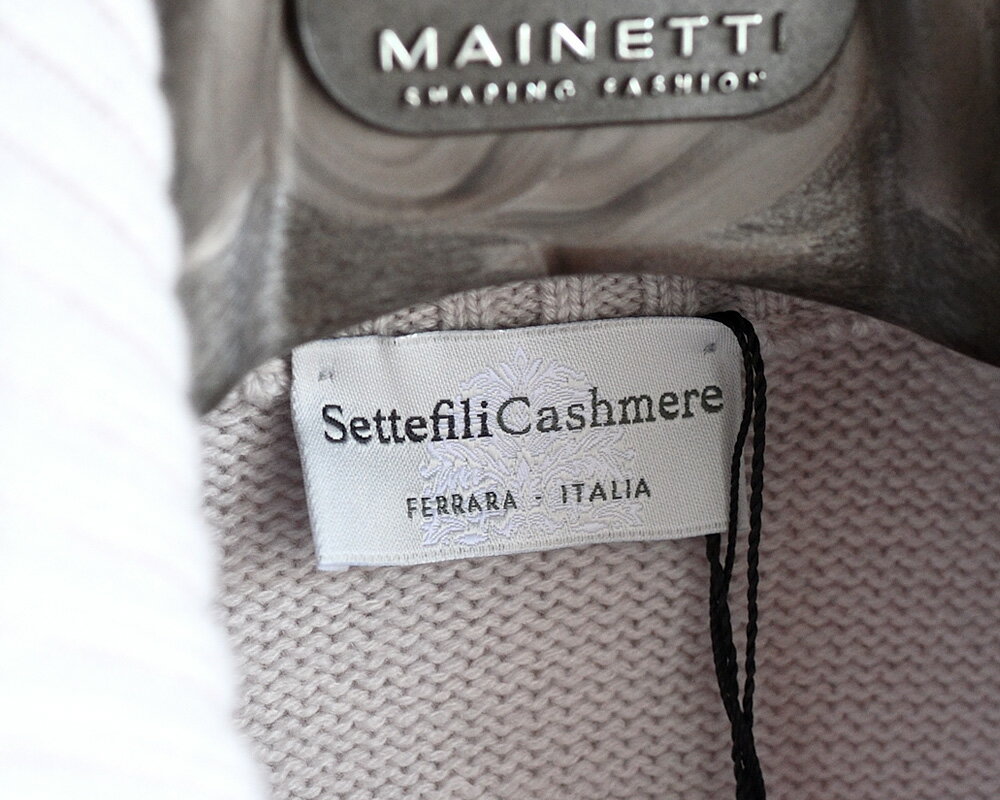 MAINETTI
SHAPING FASHION
SettefiliCashmere
FERRARA - ITALIA